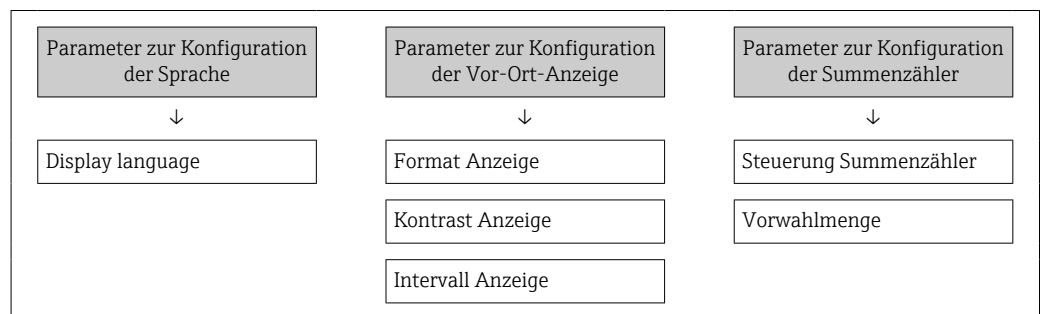 Parameter zur Konfiguration
der Sprache
↓
Display language
Parameter zur Konfiguration
der Vor-Ort-Anzeige
↓
Format Anzeige
Kontrast Anzeige
Intervall Anzeige
Parameter zur Konfiguration
der Summenzähler
↓
Steuerung Summenzähler
Vorwahlmenge